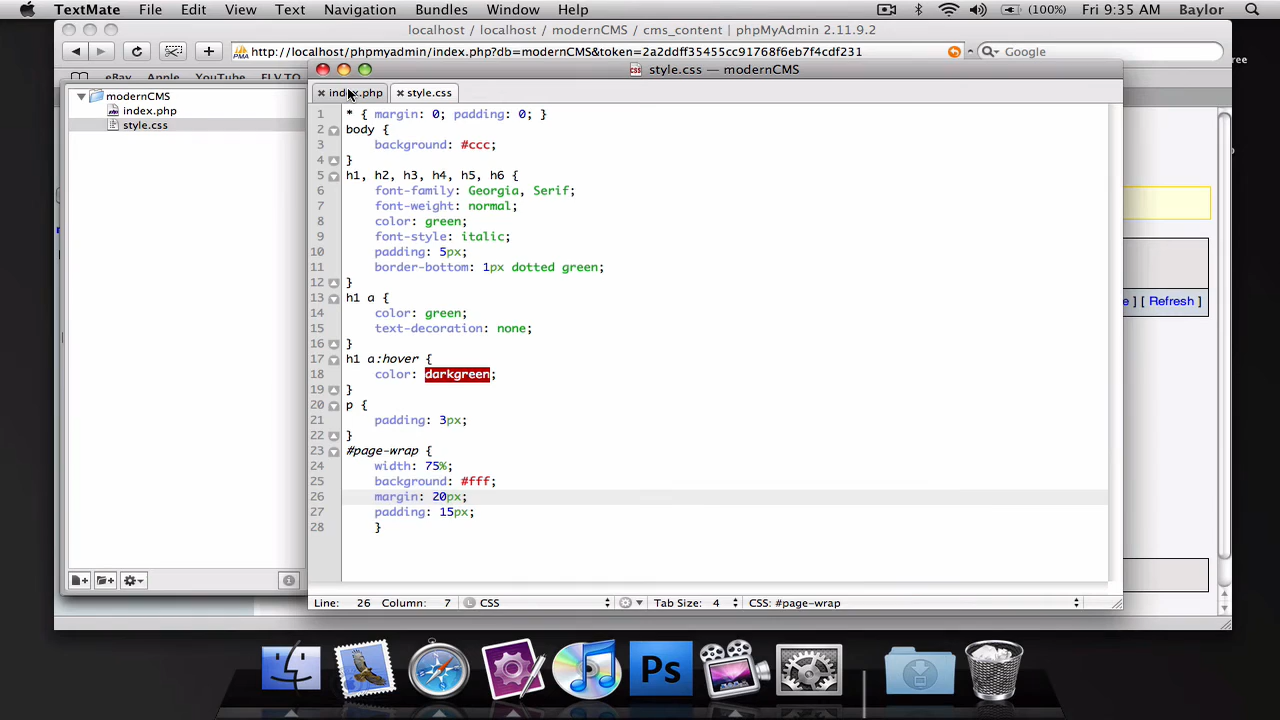 TextMate File Edit View Text Navigation Bundles Window Help (100%) Fri 9:35 AM Baylor
localhost / localhost / modernCMS / cms_content | phpMyAdmin 2.11.9.2
PMA http://localhost/phpmyadmin/index.php?db=modernCMS&token=2a2ddff35455cc91768f6eb7f4cdf231 Google
eBay Apple YouTube
style.css — modernCMS
modernCMS
index.php
style.css
index.php style.css
1 * { margin: 0; padding: 0; }
2 body {
3 background: #ccc;
4 }
5 h1, h2, h3, h4, h5, h6 {
6 font-family: Georgia, Serif;
7 font-weight: normal;
8 color: green;
9 font-style: italic;
10 padding: 5px;
11 border-bottom: 1px dotted green;
12 }
13 h1 a {
14 color: green;
15 text-decoration: none;
16 }
17 h1 a:hover {
18 color: darkgreen;
19 }
20 p {
21 padding: 3px;
22 }
23 #page-wrap {
24 width: 75%;
25 background: #fff;
26 margin: 20px;
27 padding: 15px;
28 }
e ] [ Refresh ]
Line: 26 Column: 7 L CSS Tab Size: 4 CSS: #page-wrap
Ps